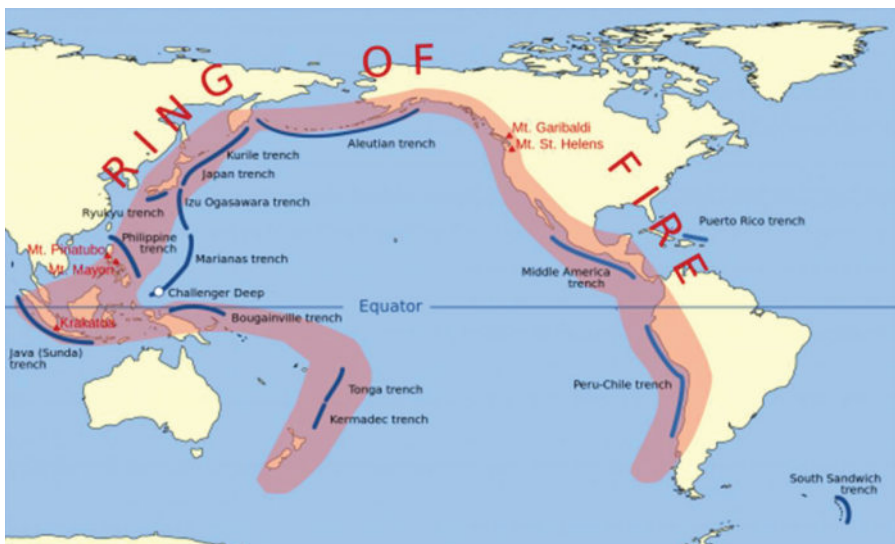 RING OF FIRE
Mt. Garibaldi
Mt. St. Helens
Aleutian trench
Kurile trench
Japan trench
Izu Ogasawara trench
Ryukyu trench
Philippine
trench
Mt. Pinatubo
Mt. Mayon
Marianas trench
Challenger Deep
Puerto Rico trench
Middle America
trench
Equator
Bougainville trench
Krakatoa
Java (Sunda)
trench
Tonga trench
Kermadec trench
Peru-Chile trench
South Sandwich
trench